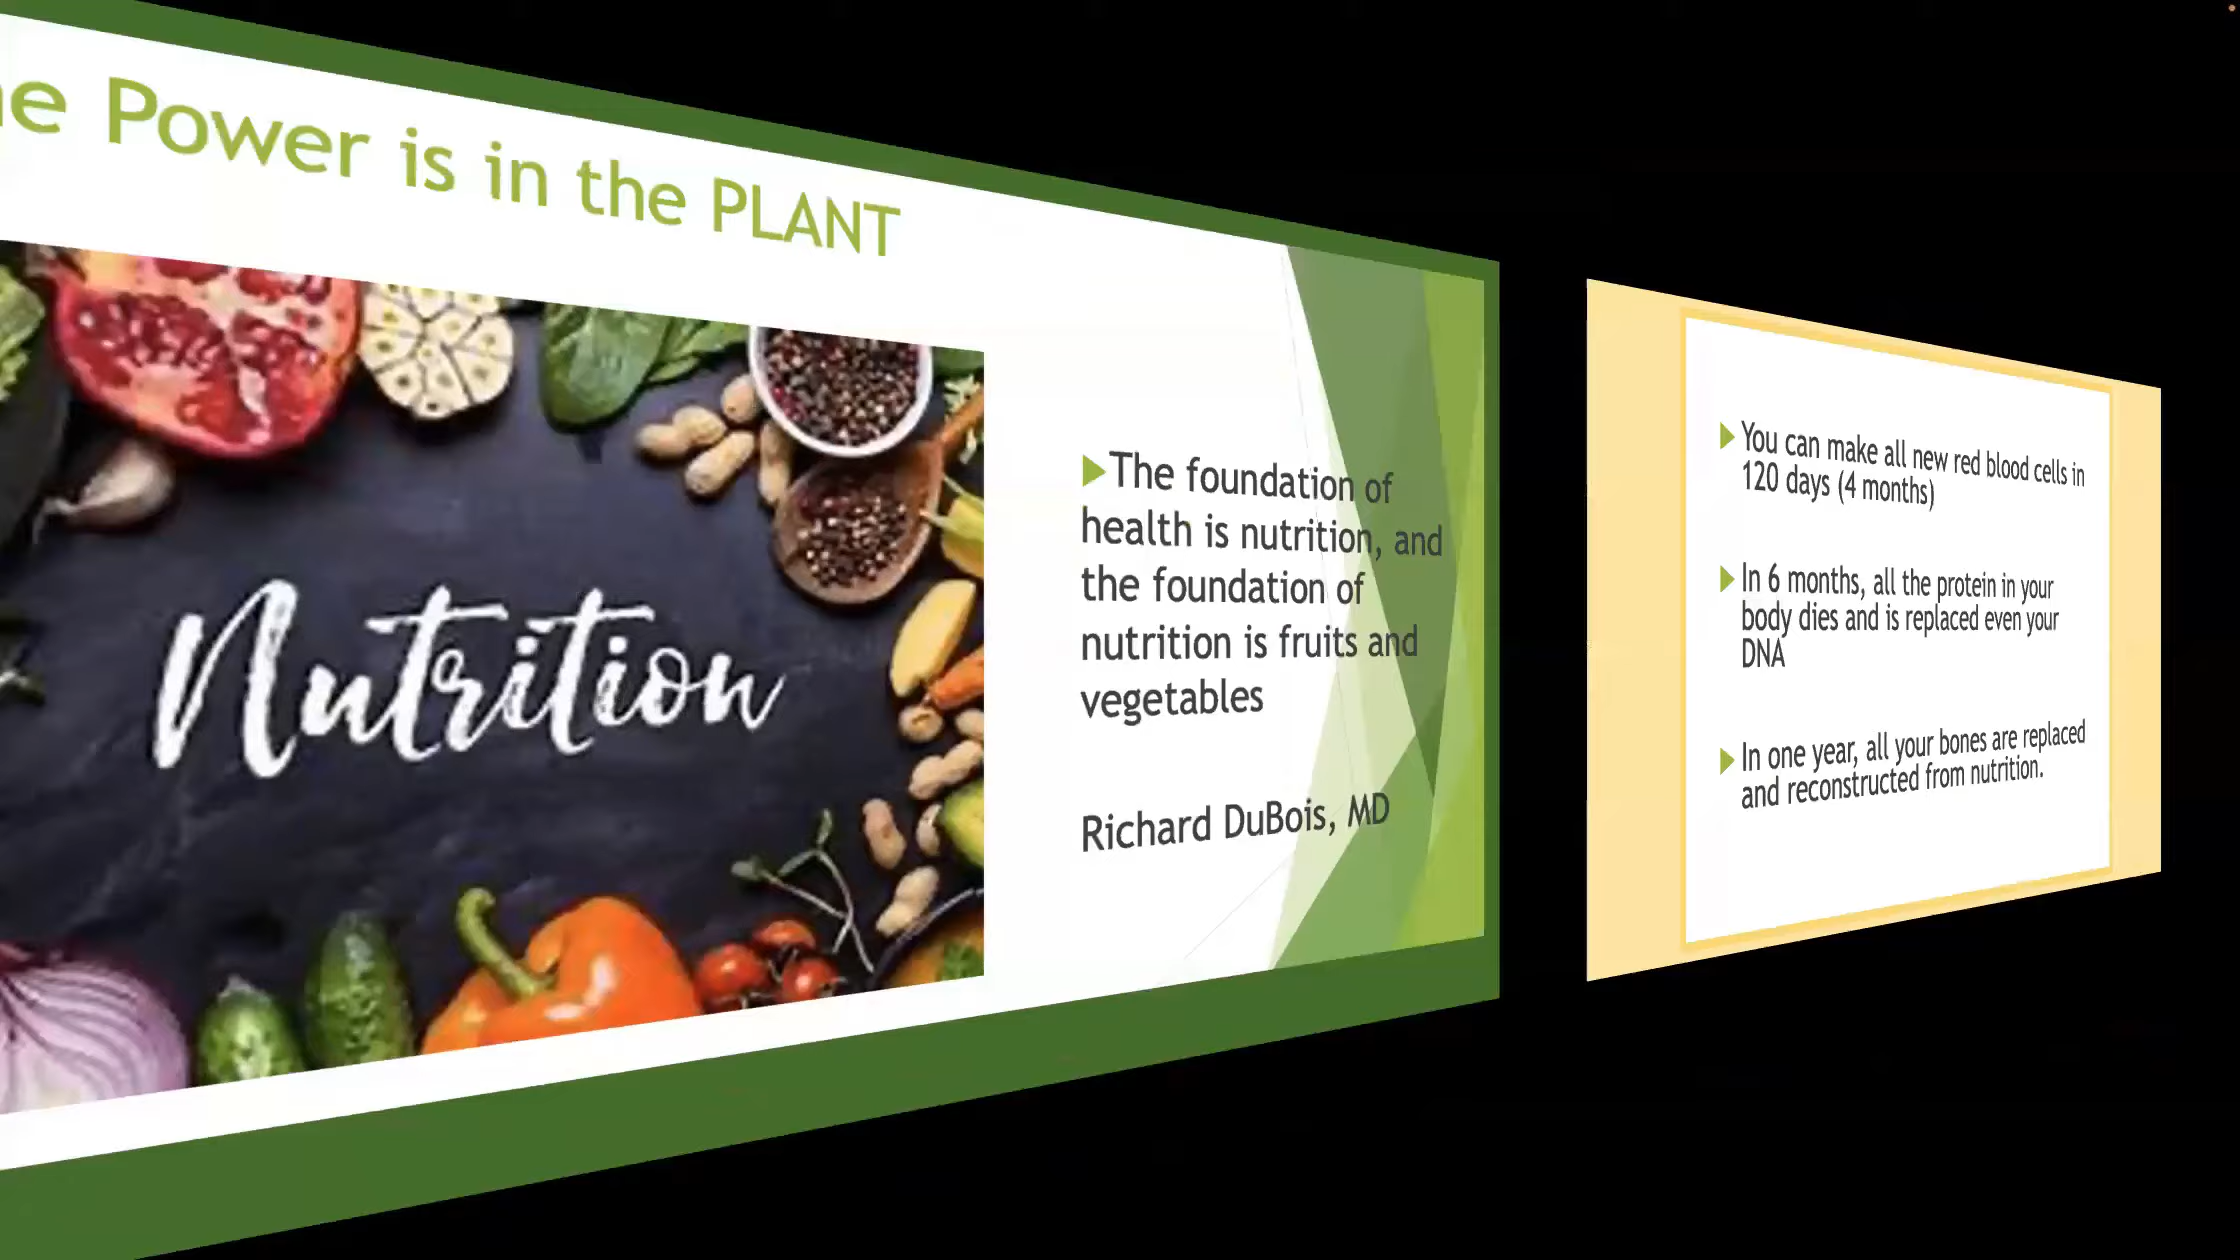 e Power is in the PLANT
Nutrition
The foundation of
health is nutrition, and
the foundation of
nutrition is fruits and
vegetables
Richard DuBois, MD
You can make all new red blood cells in
120 days (4 months)
In 6 months, all the protein in your
body dies and is replaced even your
DNA
In one year, all your bones are replaced
and reconstructed from nutrition.